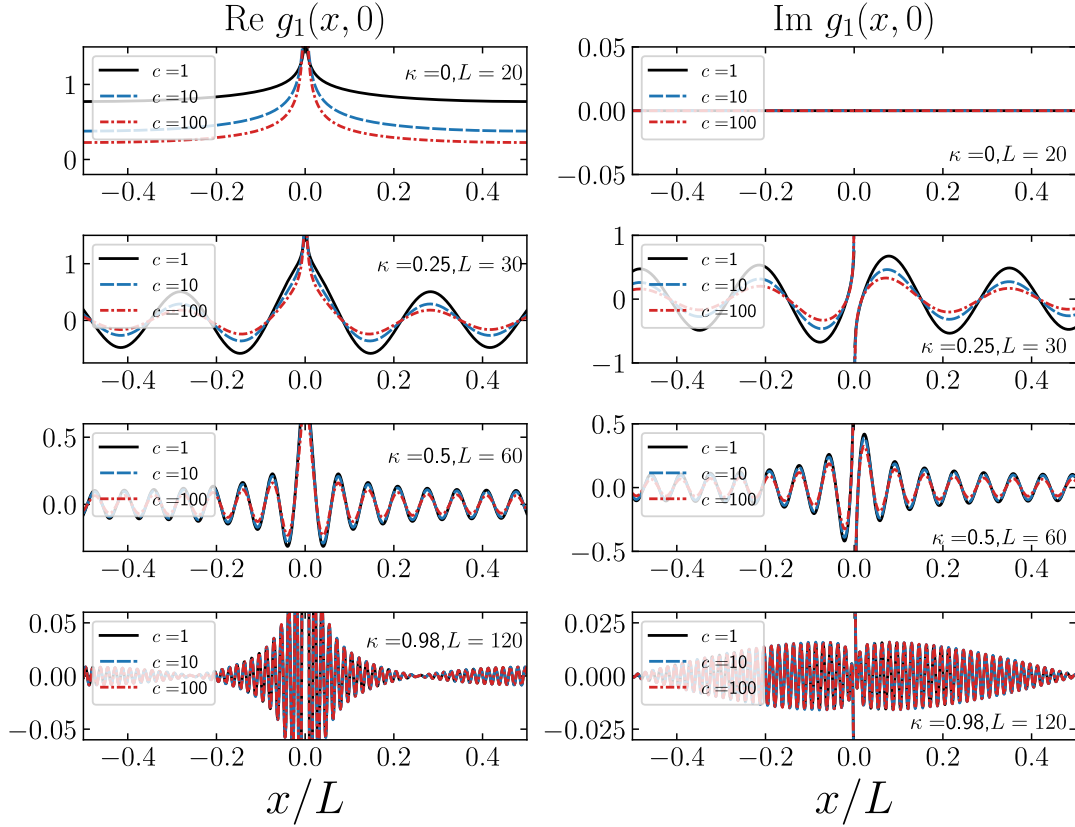 Re g₁(x, 0)
1
0
c =1
c =10
c =100
κ =0,L = 20
−0.4 −0.2 0.0 0.2 0.4
Im g₁(x, 0)
0.05
0.00
−0.05
c =1
c =10
c =100
κ =0,L = 20
−0.4 −0.2 0.0 0.2 0.4
1
0
c =1
c =10
c =100
κ =0.25,L = 30
−0.4 −0.2 0.0 0.2 0.4
1
0
−1
c =1
c =10
c =100
κ =0.25,L = 30
−0.4 −0.2 0.0 0.2 0.4
0.5
0.0
c =1
c =10
c =100
κ =0.5,L = 60
−0.4 −0.2 0.0 0.2 0.4
0.5
0.0
−0.5
c =1
c =10
c =100
κ =0.5,L = 60
−0.4 −0.2 0.0 0.2 0.4
0.05
0.00
−0.05
c =1
c =10
c =100
κ =0.98,L = 120
−0.4 −0.2 0.0 0.2 0.4
x/L
0.025
0.000
−0.025
c =1
c =10
c =100
κ =0.98,L = 120
−0.4 −0.2 0.0 0.2 0.4
x/L